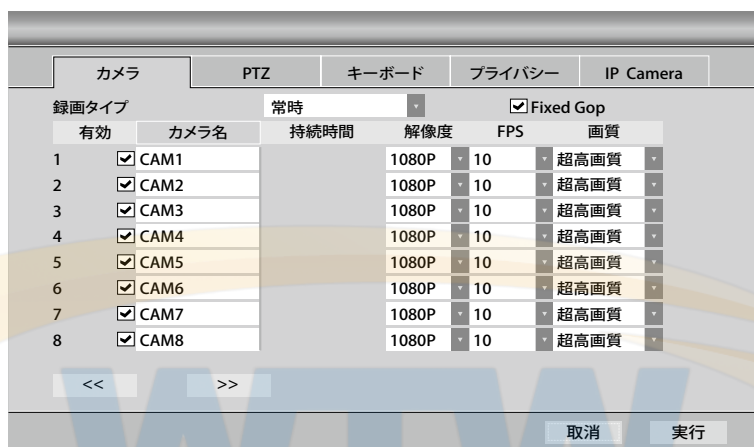 カメラ PTZ キーボード プライバシー IP Camera
録画タイプ 常時 Fixed Gop
有効 カメラ名 持続時間 解像度 FPS 画質
1 CAM1 1080P 10 超高画質
2 CAM2 1080P 10 超高画質
3 CAM3 1080P 10 超高画質
4 CAM4 1080P 10 超高画質
5 CAM5 1080P 10 超高画質
6 CAM6 1080P 10 超高画質
7 CAM7 1080P 10 超高画質
8 CAM8 1080P 10 超高画質
<< >>
取消 実行
WTW